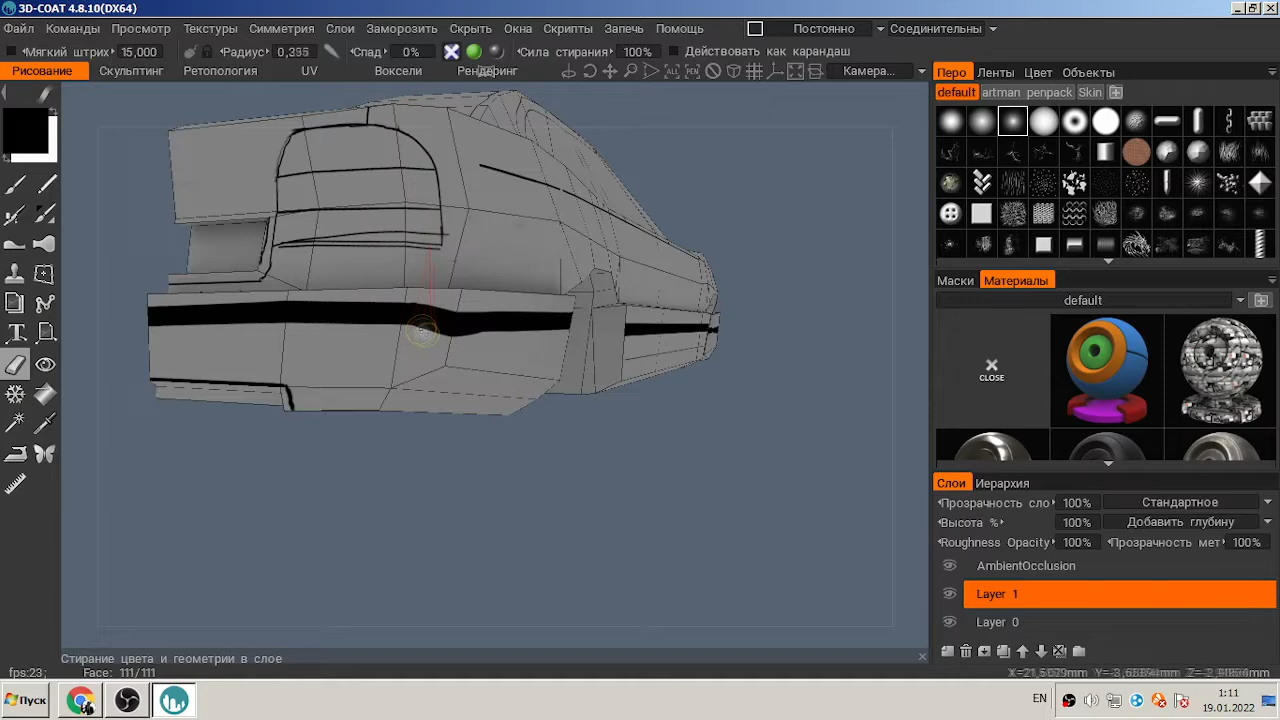 3D-COAT 4.8.10(DX64)
Файл Команды Просмотр Текстуры Симметрия Слои Заморозить Скрыть Окна Скрипты Запечь Помощь Постоянно Соединительны
Мягкий штрих 15,000 Радиус 0,395 Спад 0% Сила стирания 100% Действовать как карандаш
Рисование Скульптинг Ретопология UV Воксели Рендеринг ALL PEN Камера...
Перо Ленты Цвет Объекты
default artman penpack Skin
Маски Материалы
default
CLOSE
Слои Иерархия
Прозрачность сло 100% Стандартное
Высота % 100% Добавить глубину
Roughness Opacity 100% Прозрачность мет 100%
AmbientOcclusion
Layer 1
Layer 0
Стирание цвета и геометрии в слое
fps:23; Face: 111/111
Пуск EN 1:11
19.01.2022